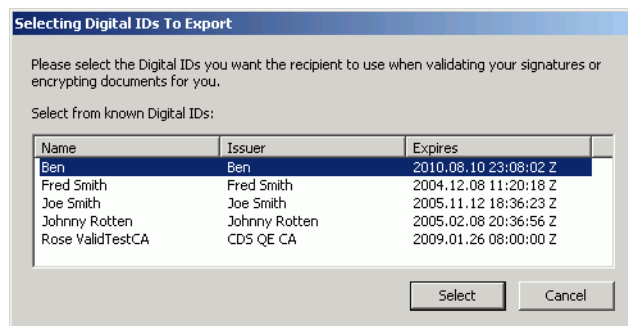 Selecting Digital IDs To Export
Please select the Digital IDs you want the recipient to use when validating your signatures or
encrypting documents for you.
Select from known Digital IDs:
Name Issuer Expires
Ben Ben 2010.08.10 23:08:02 Z
Fred Smith Fred Smith 2004.12.08 11:20:18 Z
Joe Smith Joe Smith 2005.11.12 18:36:23 Z
Johnny Rotten Johnny Rotten 2005.02.08 20:36:56 Z
Rose ValidTestCA CDS QE CA 2009.01.26 08:00:00 Z
Select Cancel